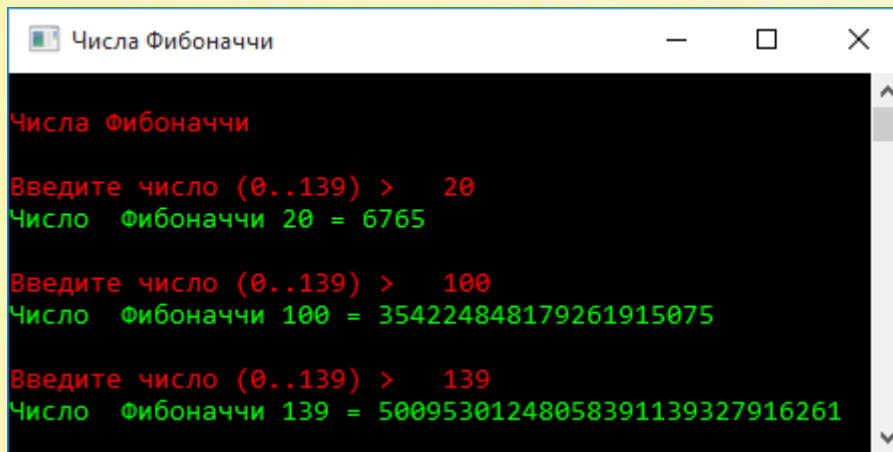 Числа Фибоначчи
Числа Фибоначчи
Введите число (0..139) > 20
Число Фибоначчи 20 = 6765
Введите число (0..139) > 100
Число Фибоначчи 100 = 354224848179261915075
Введите число (0..139) > 139
Число Фибоначчи 139 = 50095301248058391139327916261